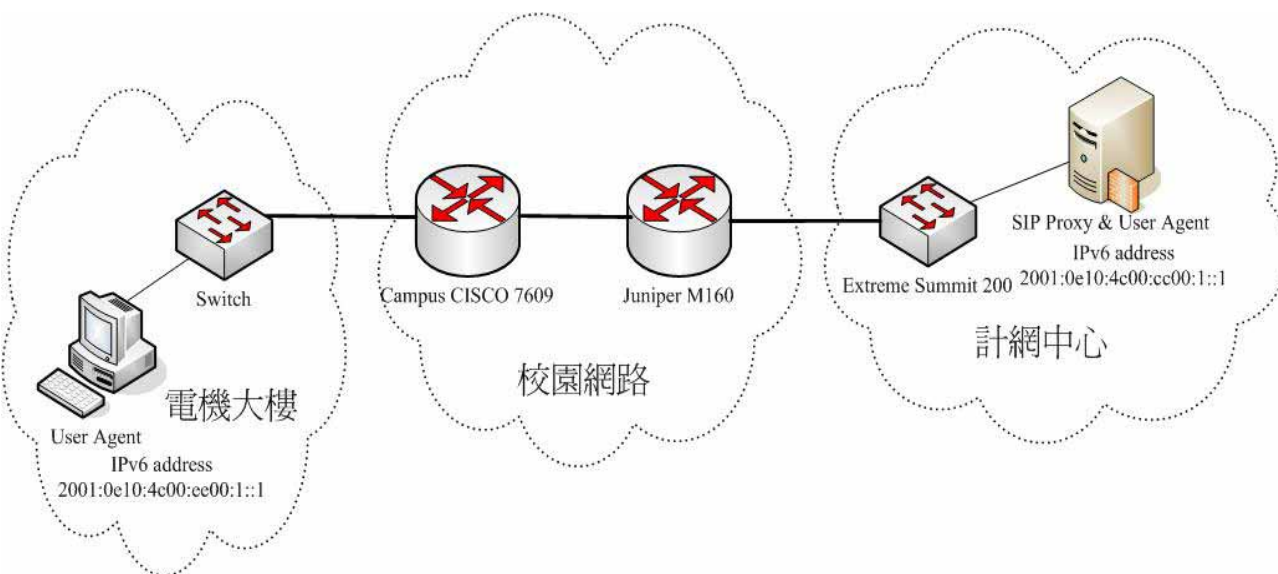 Switch
User Agent
IPv6 address
2001:0e10:4c00:ee00:1::1
電機大樓
Campus CISCO 7609
Juniper M160
校園網路
Extreme Summit 200
SIP Proxy & User Agent
IPv6 address
2001:0e10:4c00:cc00:1::1
計網中心